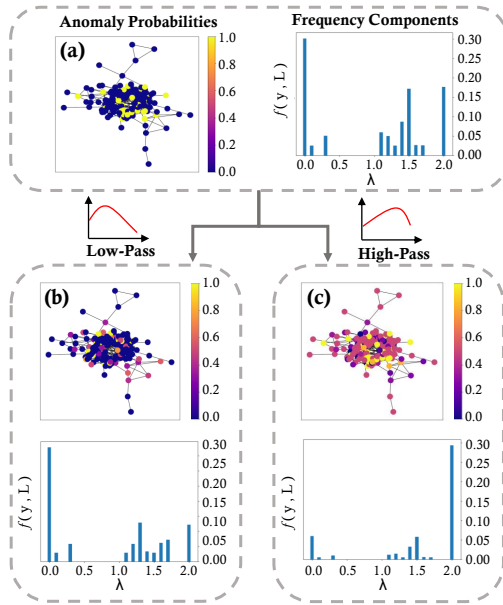 Anomaly Probabilities
Frequency Components
(a)
1.0
0.8
0.6
0.4
0.2
0.0
0.30
0.25
0.20
0.15
0.10
0.05
0.00
f(y, L)
0.0 0.5 1.0 1.5 2.0
λ
Low-Pass
High-Pass
(b)
1.0
0.8
0.6
0.4
0.2
0.0
0.30
0.25
0.20
0.15
0.10
0.05
0.00
f(y, L)
0.0 0.5 1.0 1.5 2.0
λ
(c)
1.0
0.8
0.6
0.4
0.2
0.0
0.30
0.25
0.20
0.15
0.10
0.05
0.00
f(y, L)
0.0 0.5 1.0 1.5 2.0
λ